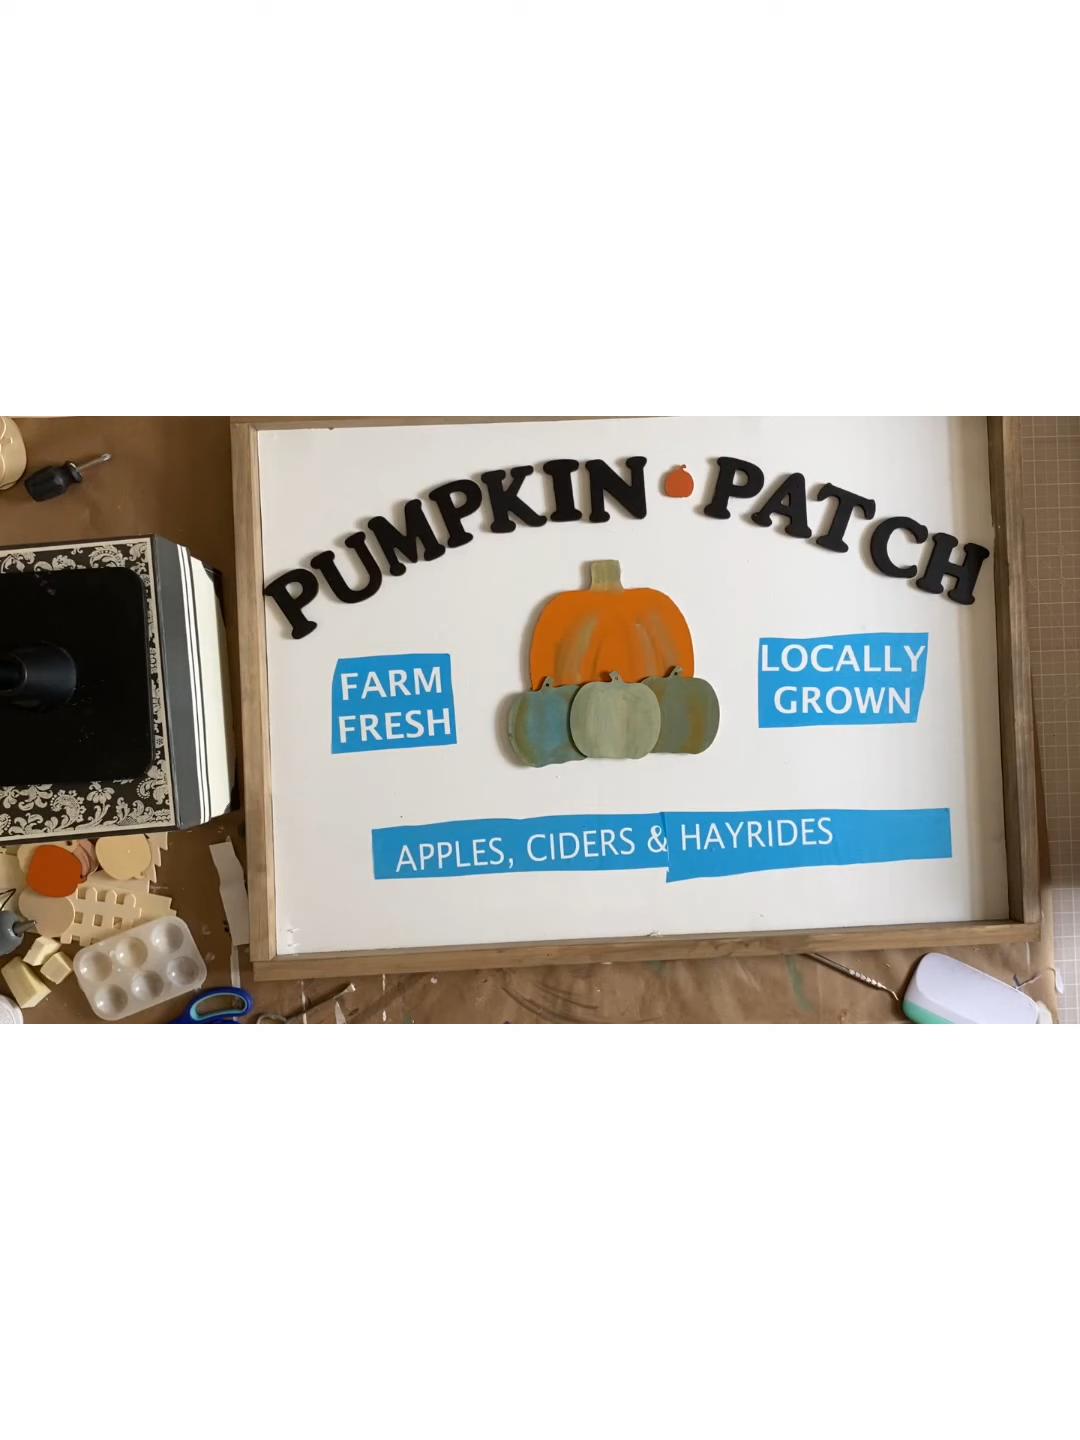 PUMPKIN PATCH
FARM
FRESH
LOCALLY
GROWN
APPLES, CIDERS & HAYRIDES